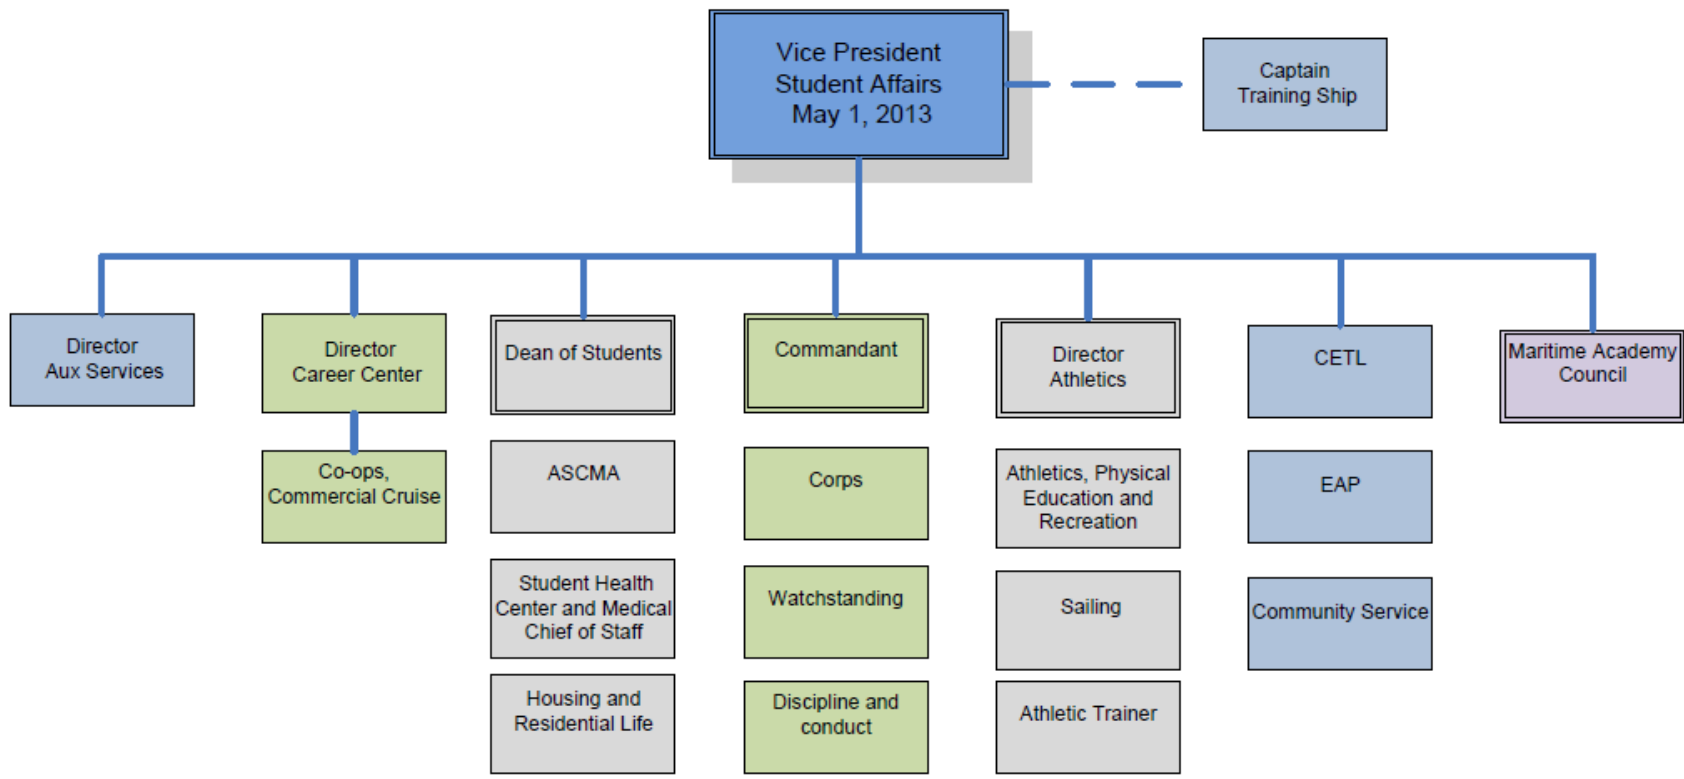 Vice President
Student Affairs
May 1, 2013
Captain
Training Ship
Director
Aux Services
Director
Career Center
Dean of Students
Commandant
Director
Athletics
CETL
Maritime Academy
Council
Co-ops,
Commercial Cruise
ASCMA
Corps
Athletics, Physical
Education and
Recreation
EAP
Student Health
Center and Medical
Chief of Staff
Watchstanding
Sailing
Community Service
Housing and
Residential Life
Discipline and
conduct
Athletic Trainer